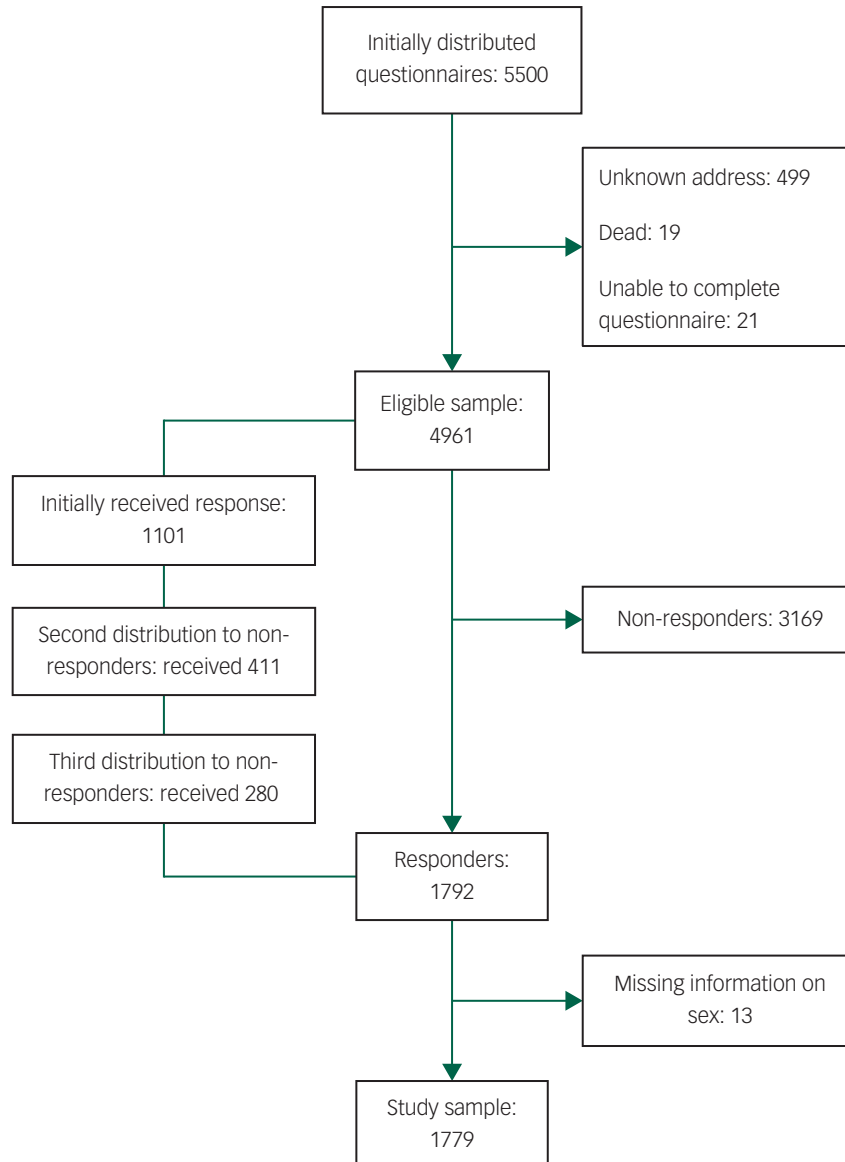 Initially distributed
questionnaires: 5500
Unknown address: 499
Dead: 19
Unable to complete
questionnaire: 21
Eligible sample:
4961
Initially received response:
1101
Second distribution to non-
responders: received 411
Non-responders: 3169
Third distribution to non-
responders: received 280
Responders:
1792
Missing information on
sex: 13
Study sample:
1779